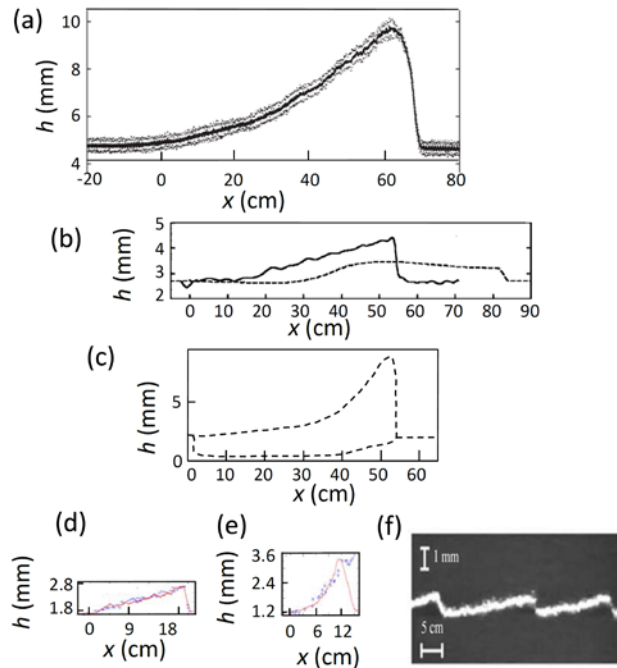 (a)
10
8
6
4
h (mm)
-20 0 20 40 60 80
x (cm)
(b)
5
4
3
2
h (mm)
0 10 20 30 40 50 60 70 80 90
x (cm)
(c)
5
0
h (mm)
0 10 20 30 40 50 60
x (cm)
(d)
2.8
1.8
h (mm)
0 9 18
x (cm)
(e)
3.6
2.4
1.2
h (mm)
0 6 12
x (cm)
(f)
1 mm
5 cm